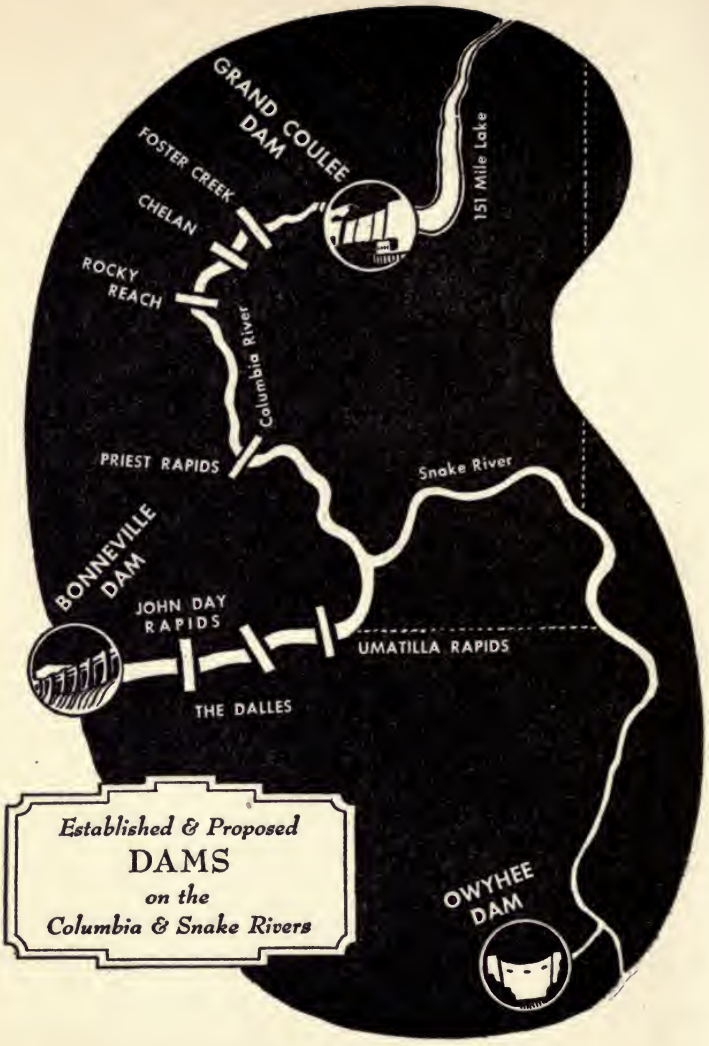 GRAND COULEE
DAM
FOSTER CREEK
CHELAN
ROCKY
REACH
151 Mile Lake
Columbia River
PRIEST RAPIDS
Snake River
BONNEVILLE
DAM
JOHN DAY
RAPIDS
UMATILLA RAPIDS
THE DALLES
Established & Proposed
DAMS
on the
Columbia & Snake Rivers
OWYHEE
DAM